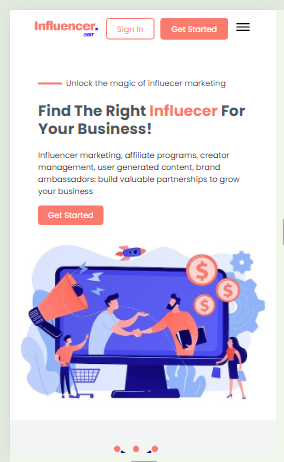 Influencer.
Sign In
Get Started
Unlock the magic of influecer marketing
Find The Right Influecer For
Your Business!
Influencer marketing, affiliate programs, creator
management, user generated content, brand
ambassadors: build valuable partnerships to grow
your business
Get Started